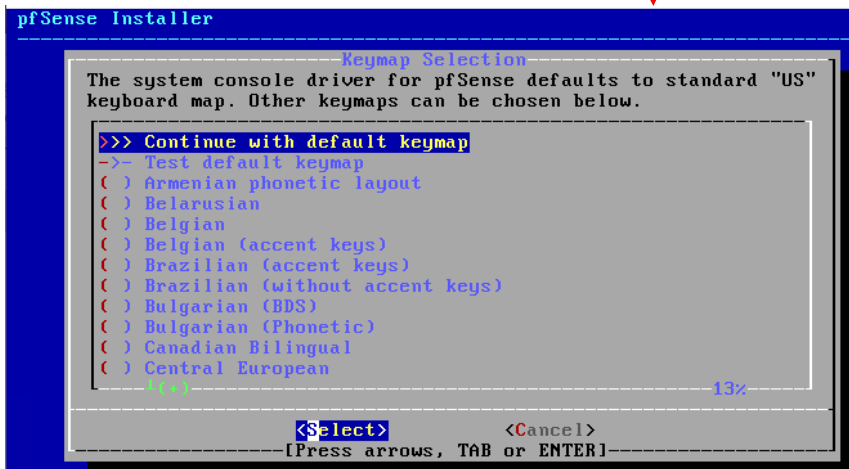 pfSense Installer
Keymap Selection
The system console driver for pfSense defaults to standard "US"
keyboard map. Other keymaps can be chosen below.
>>> Continue with default keymap
->- Test default keymap
( ) Armenian phonetic layout
( ) Belarusian
( ) Belgian
( ) Belgian (accent keys)
( ) Brazilian (accent keys)
( ) Brazilian (without accent keys)
( ) Bulgarian (BDS)
( ) Bulgarian (Phonetic)
( ) Canadian Bilingual
( ) Central European
(+) 13%
<Select> <Cancel>
[Press arrows, TAB or ENTER]